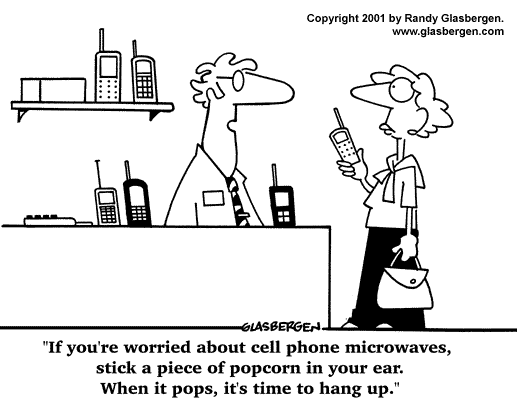 Copyright 2001 by Randy Glasbergen.
www.glasbergen.com
GLASBERGEN
"If you're worried about cell phone microwaves,
stick a piece of popcorn in your ear.
When it pops, it's time to hang up."